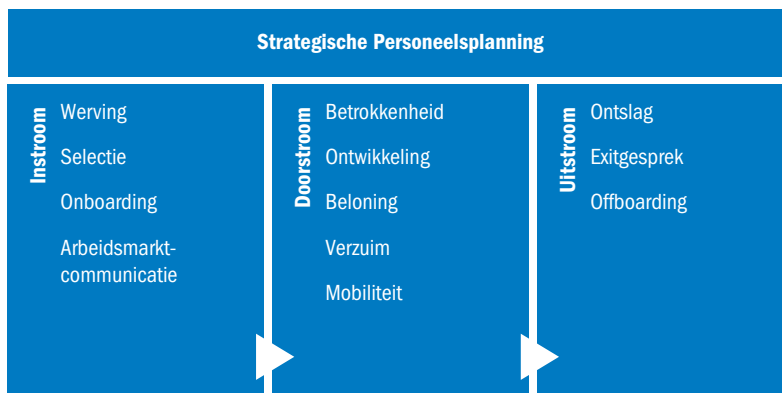 Strategische Personeelsplanning
Instroom
Werving
Selectie
Onboarding
Arbeidsmarkt-
communicatie
Doorstroom
Betrokkenheid
Ontwikkeling
Beloning
Verzuim
Mobiliteit
Uitstroom
Ontslag
Exitgesprek
Offboarding